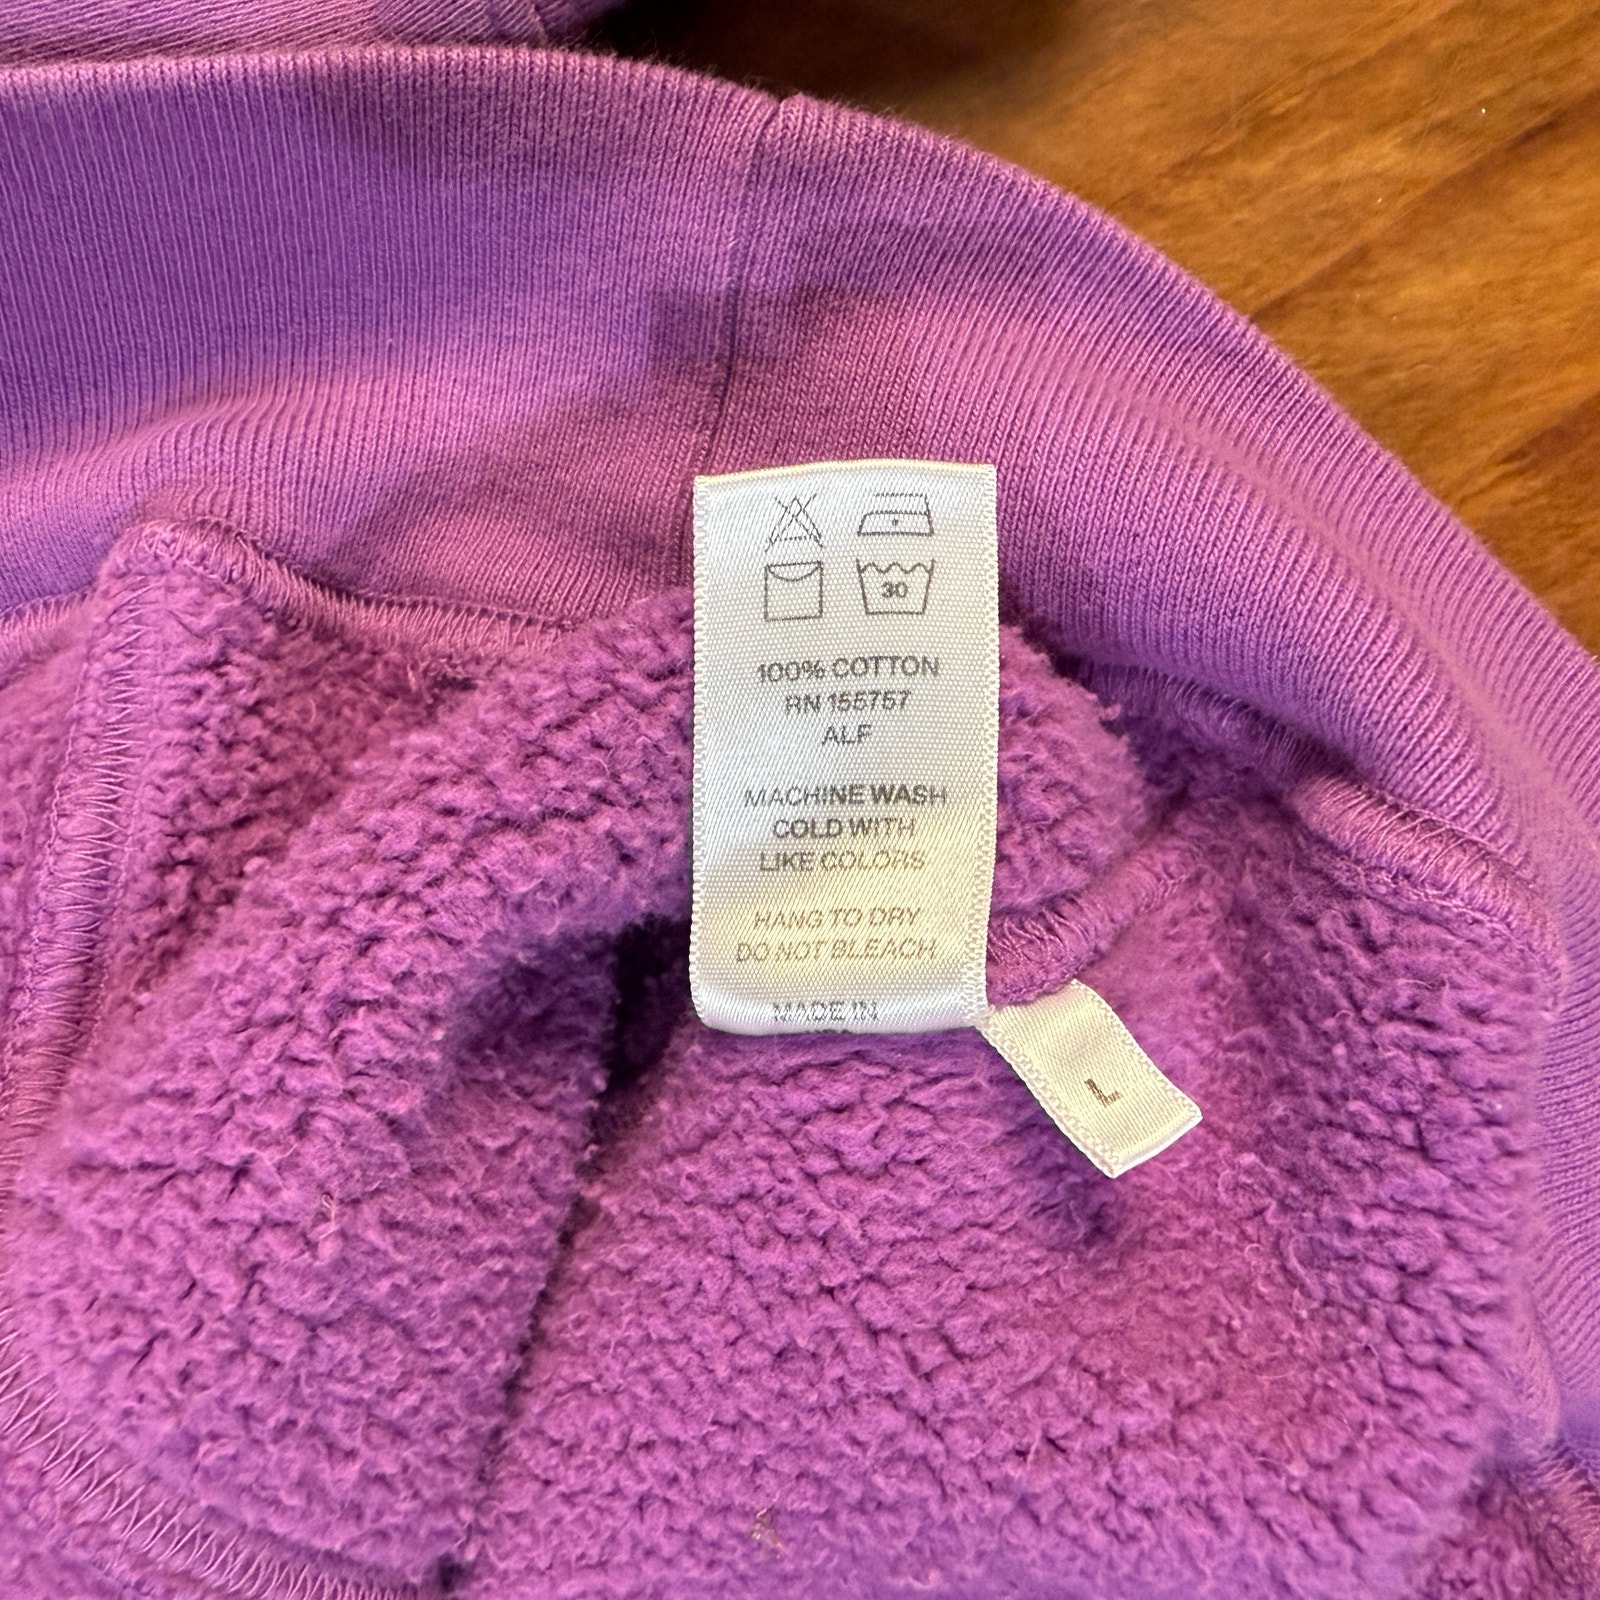 30
100% COTTON
RN 155757
ALF
MACHINE WASH
COLD WITH
LIKE COLORS
HANG TO DRY
DO NOT BLEACH
MADE IN
L